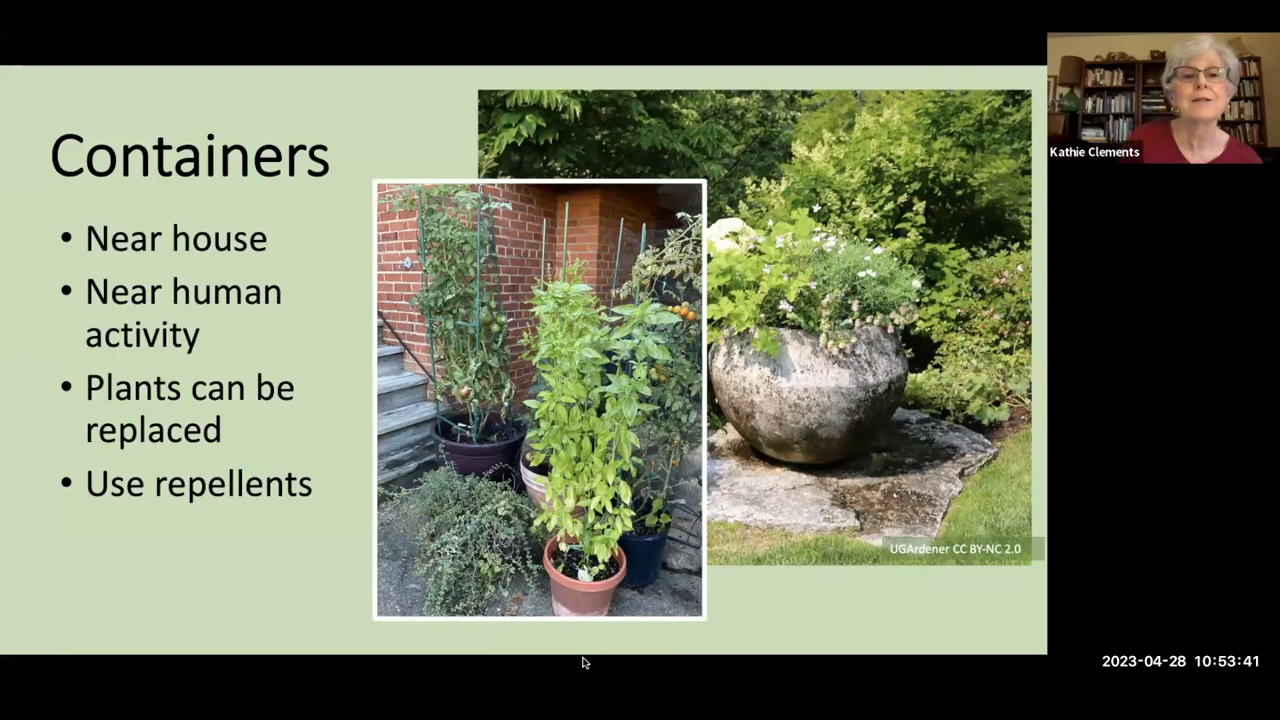 Containers
• Near house
• Near human
activity
• Plants can be
replaced
• Use repellents
UGArdener CC BY-NC 2.0
Kathie Clements
2023-04-28 10:53:41